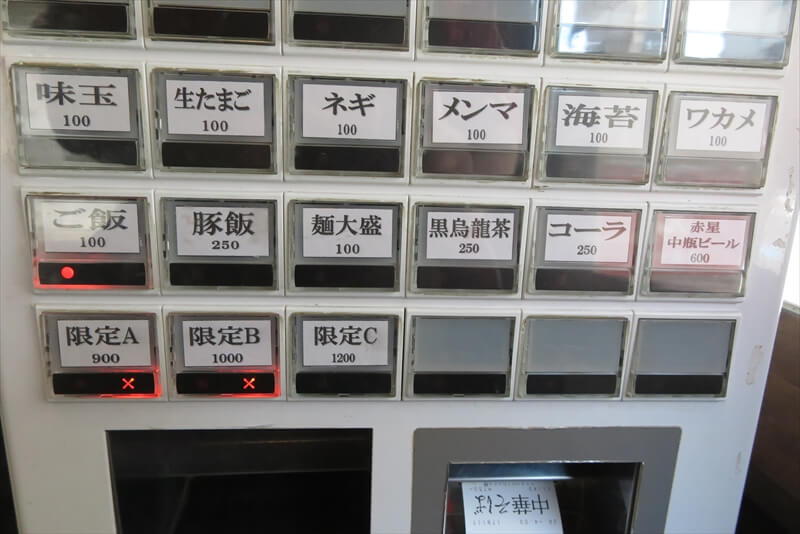 味玉
100
生たまご
100
ネギ
100
メンマ
100
海苔
100
ワカメ
100
ご飯
100
豚飯
250
麺大盛
100
黒烏龍茶
250
コーラ
250
赤星
中瓶ビール
600
限定A
900
×
限定B
1000
×
限定C
1200
中華そば